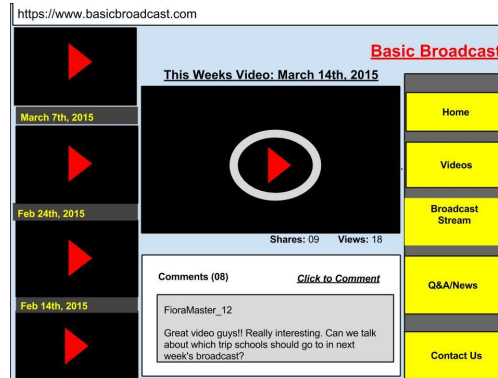 https://www.basicbroadcast.com
Basic Broadcast
This Weeks Video: March 14th, 2015
March 7th, 2015
Feb 24th, 2015
Feb 14th, 2015
Shares: 09 Views: 18
Comments (08) Click to Comment
FioraMaster_12
Great video guys!! Really interesting. Can we talk
about which trip schools should go to in next
week's broadcast?
Home
Videos
Broadcast
Stream
Q&A/News
Contact Us